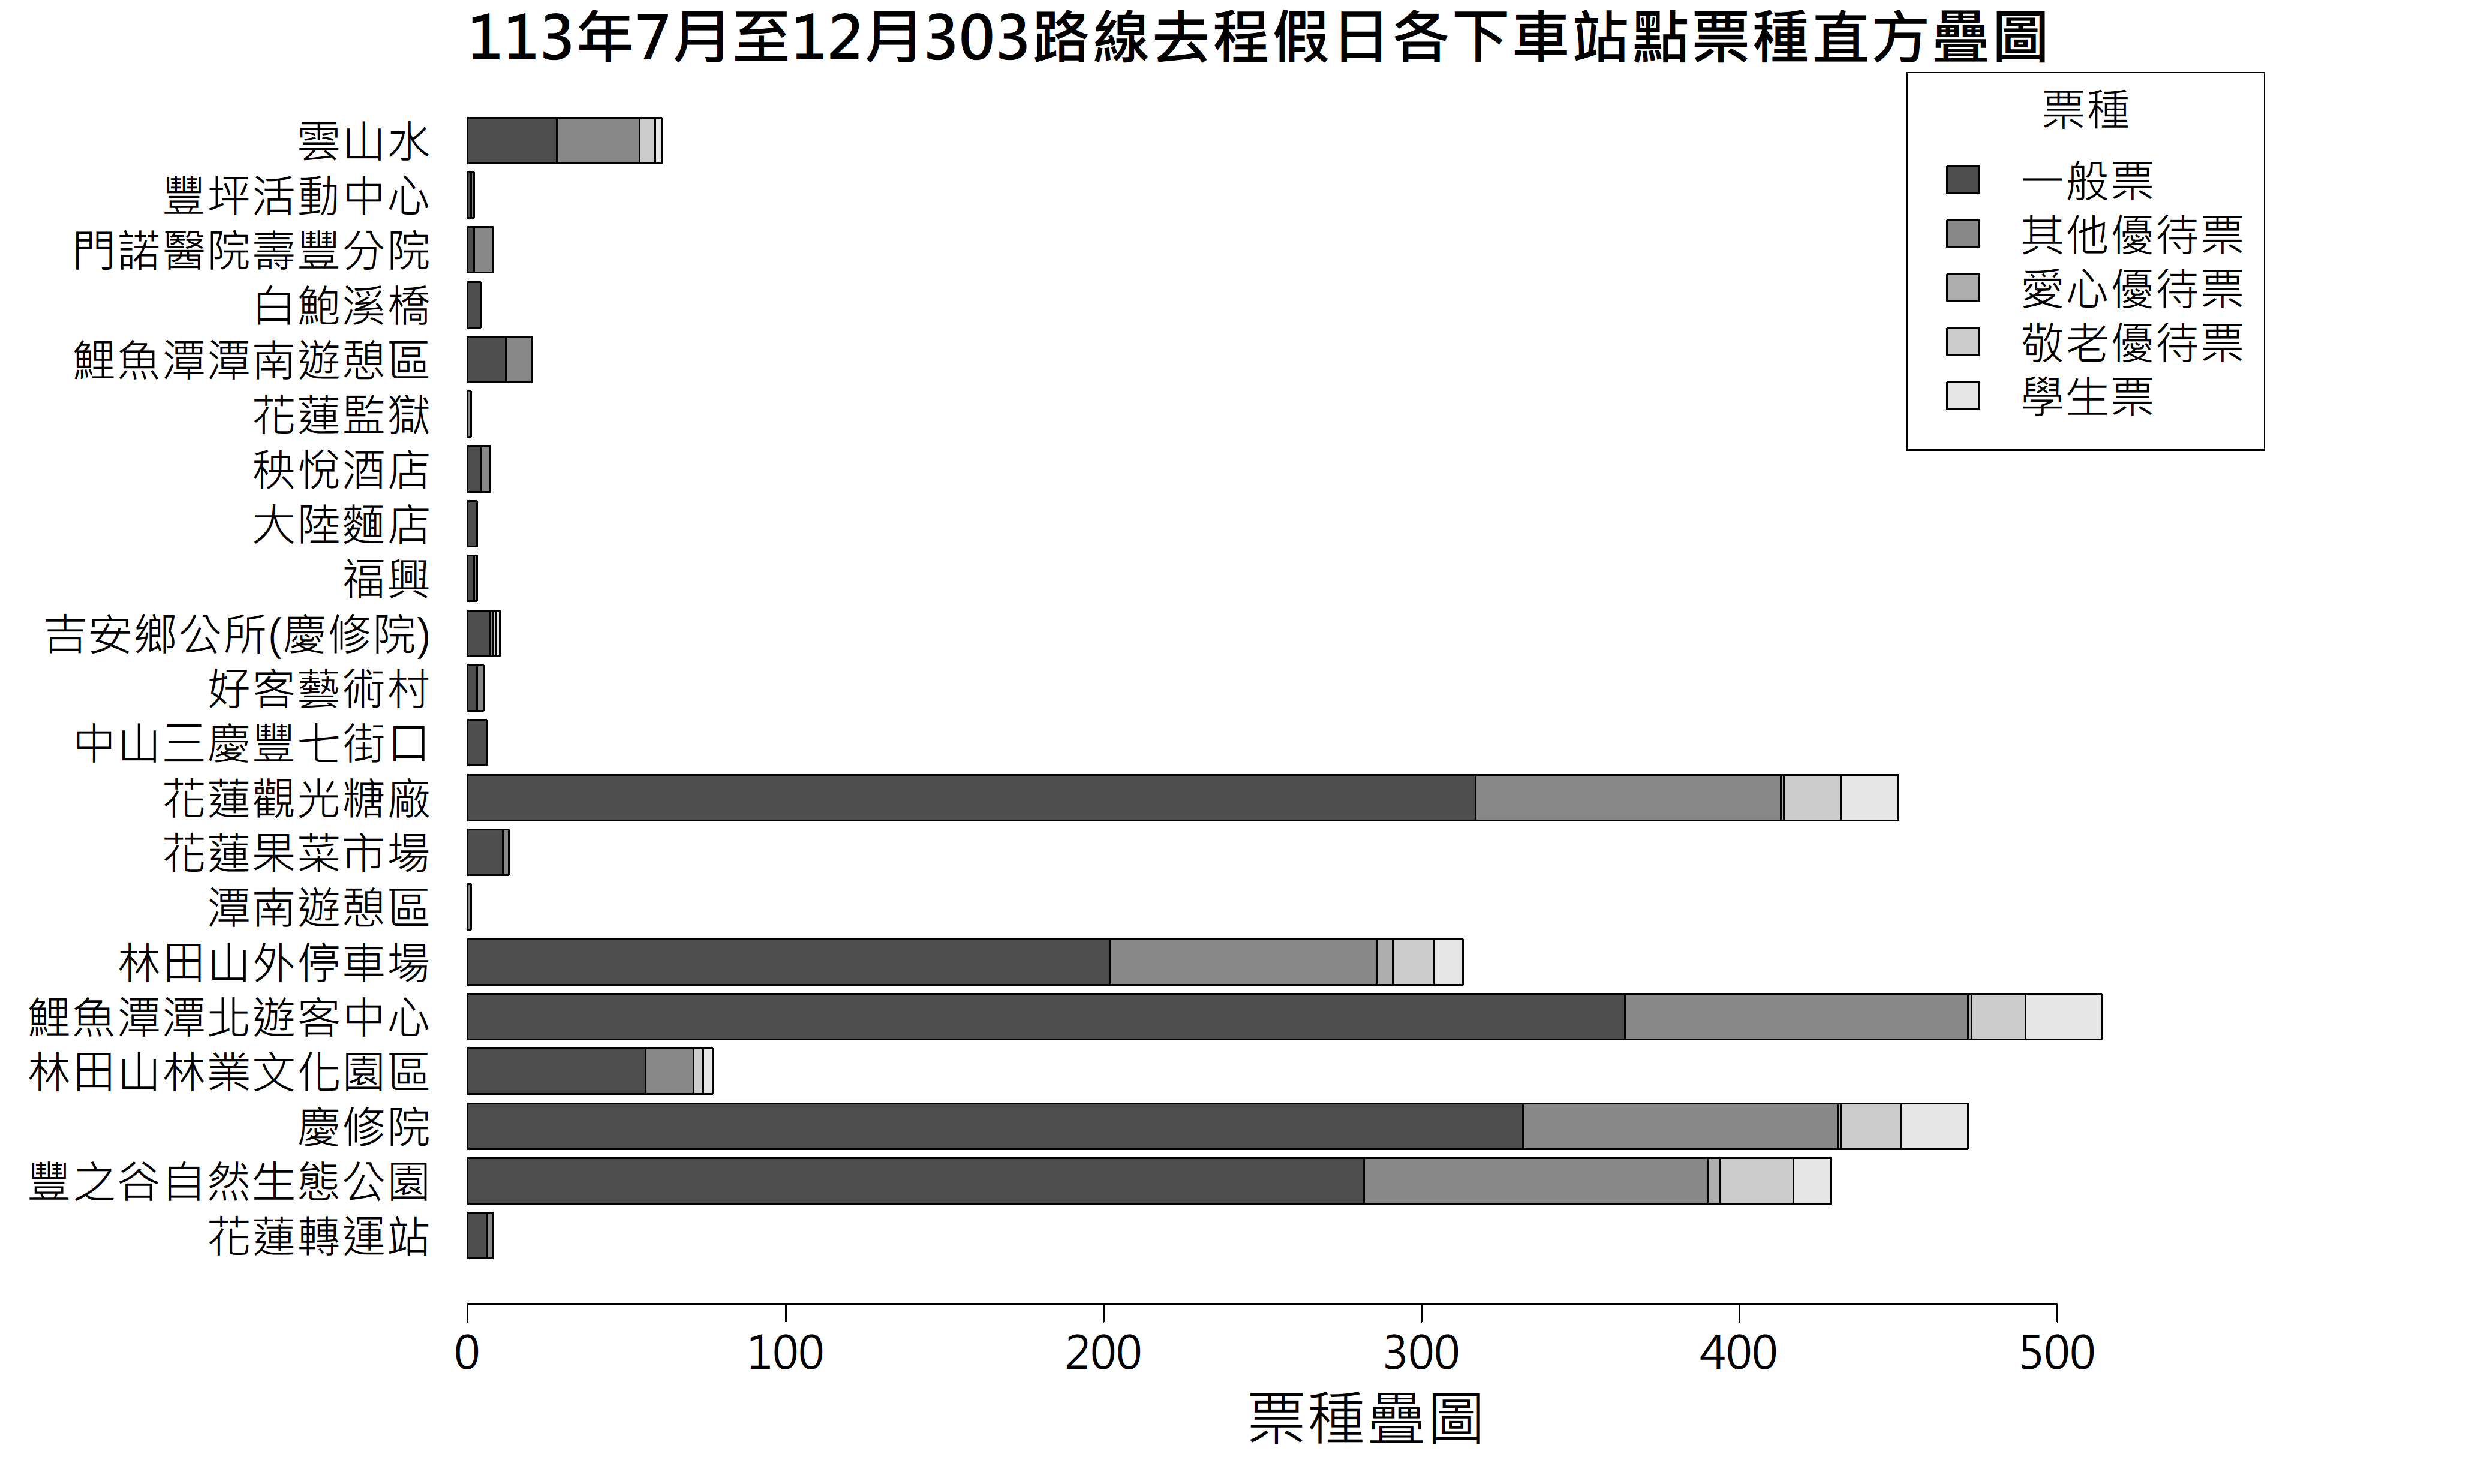 113年7月至12月303路線去程假日各下車站點票種直方疊圖
票種
一般票
其他優待票
愛心優待票
敬老優待票
學生票
雲山水
豐坪活動中心
門諾醫院壽豐分院
白鮑溪橋
鯉魚潭潭南遊憩區
花蓮監獄
秧悅酒店
大陸麵店
福興
吉安鄉公所(慶修院)
好客藝術村
中山三慶豐七街口
花蓮觀光糖廠
花蓮果菜市場
潭南遊憩區
林田山外停車場
鯉魚潭潭北遊客中心
林田山林業文化園區
慶修院
豐之谷自然生態公園
花蓮轉運站
0 100 200 300 400 500
票種疊圖